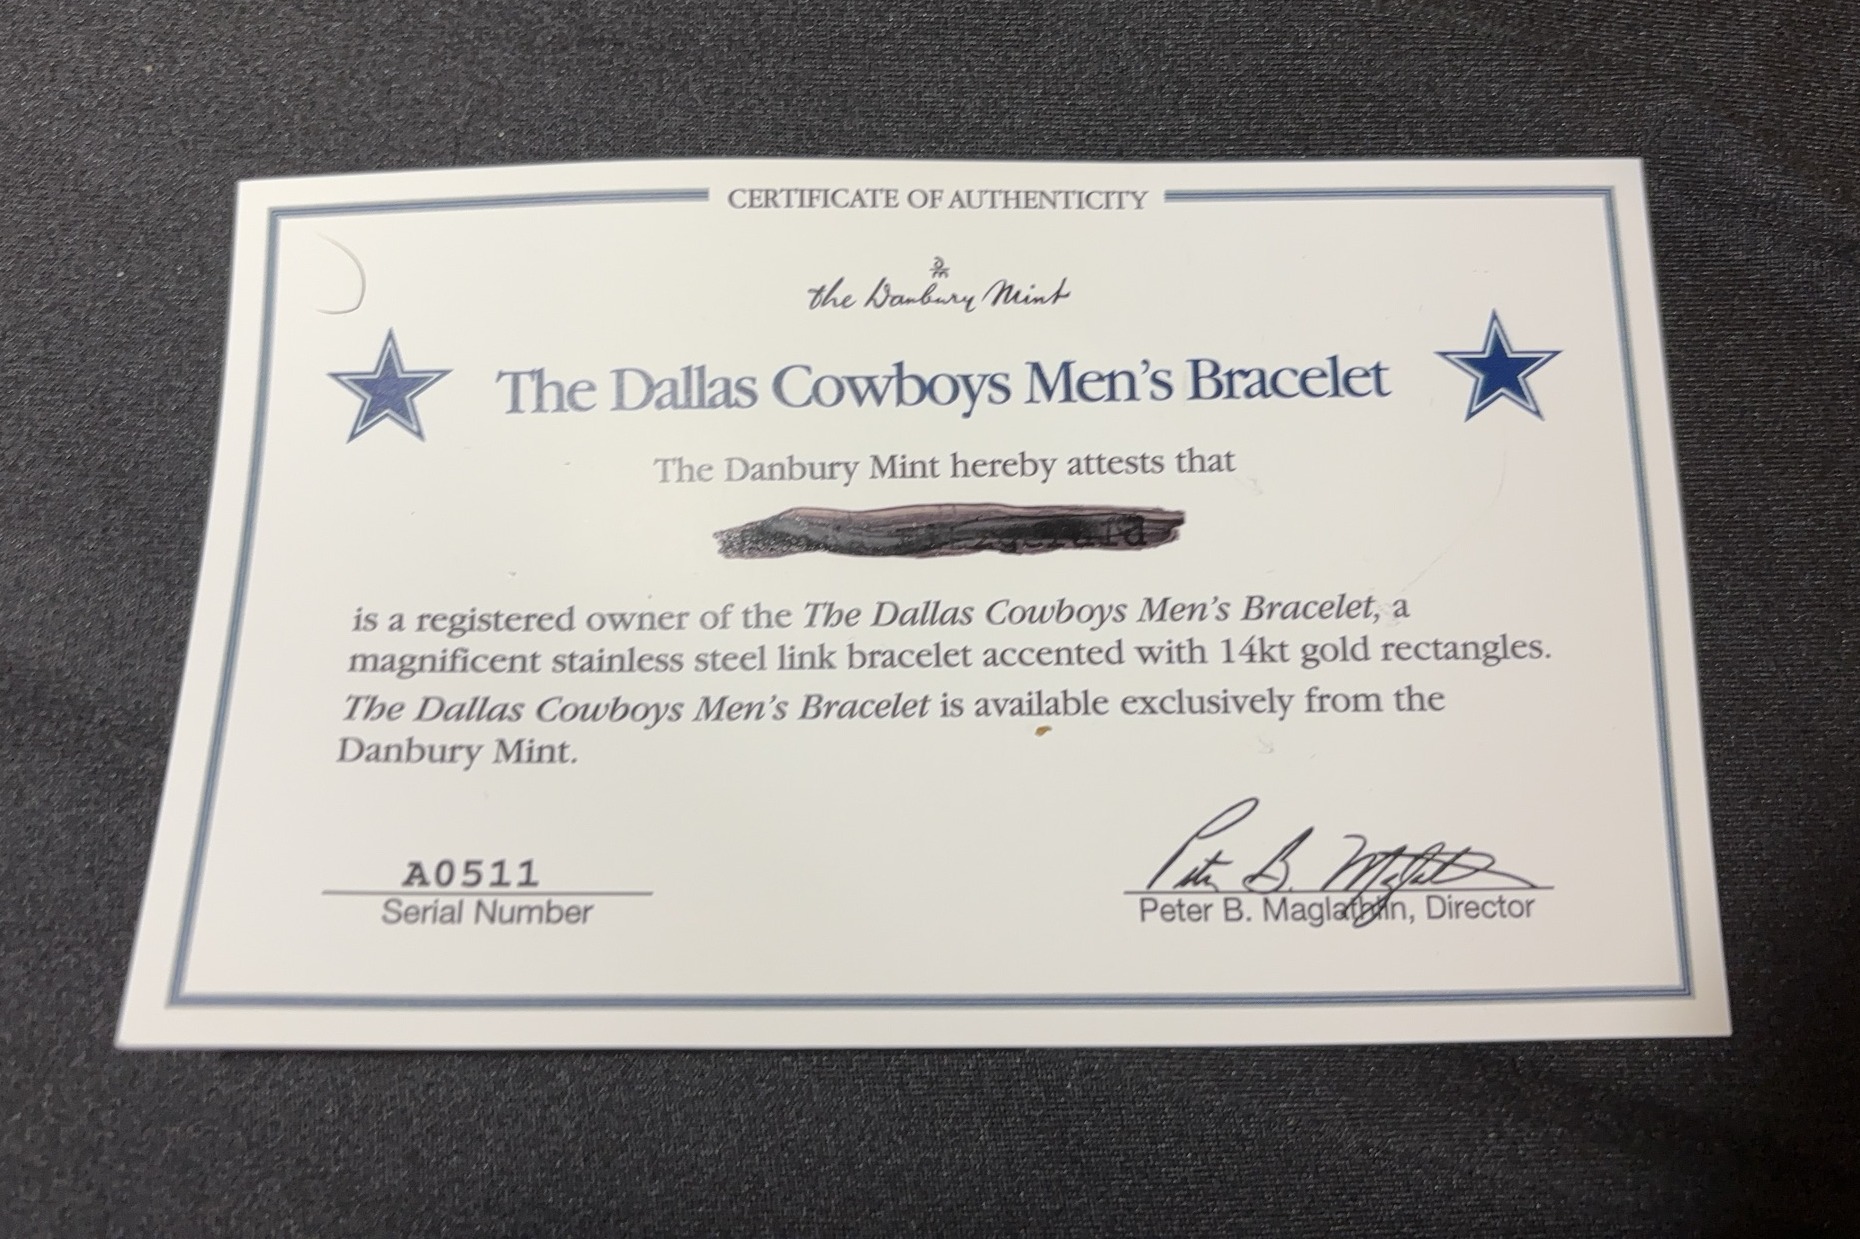 CERTIFICATE OF AUTHENTICITY
the Danbury Mint
The Dallas Cowboys Men's Bracelet
The Danbury Mint hereby attests that
is a registered owner of the The Dallas Cowboys Men's Bracelet, a
magnificent stainless steel link bracelet accented with 14kt gold rectangles.
The Dallas Cowboys Men's Bracelet is available exclusively from the
Danbury Mint.
A0511
Serial Number
Peter B. Maglathlin
Peter B. Maglathlin, Director